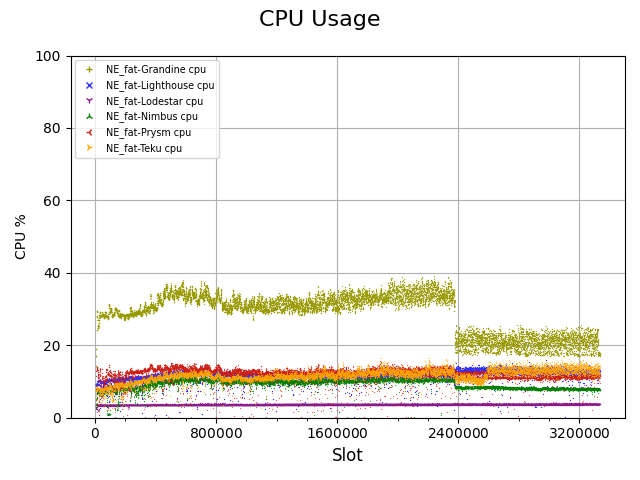 CPU Usage
100
80
60
40
20
0
CPU %
NE_fat-Grandine cpu
NE_fat-Lighthouse cpu
NE_fat-Lodestar cpu
NE_fat-Nimbus cpu
NE_fat-Prysm cpu
NE_fat-Teku cpu
0 800000 1600000 2400000 3200000
Slot